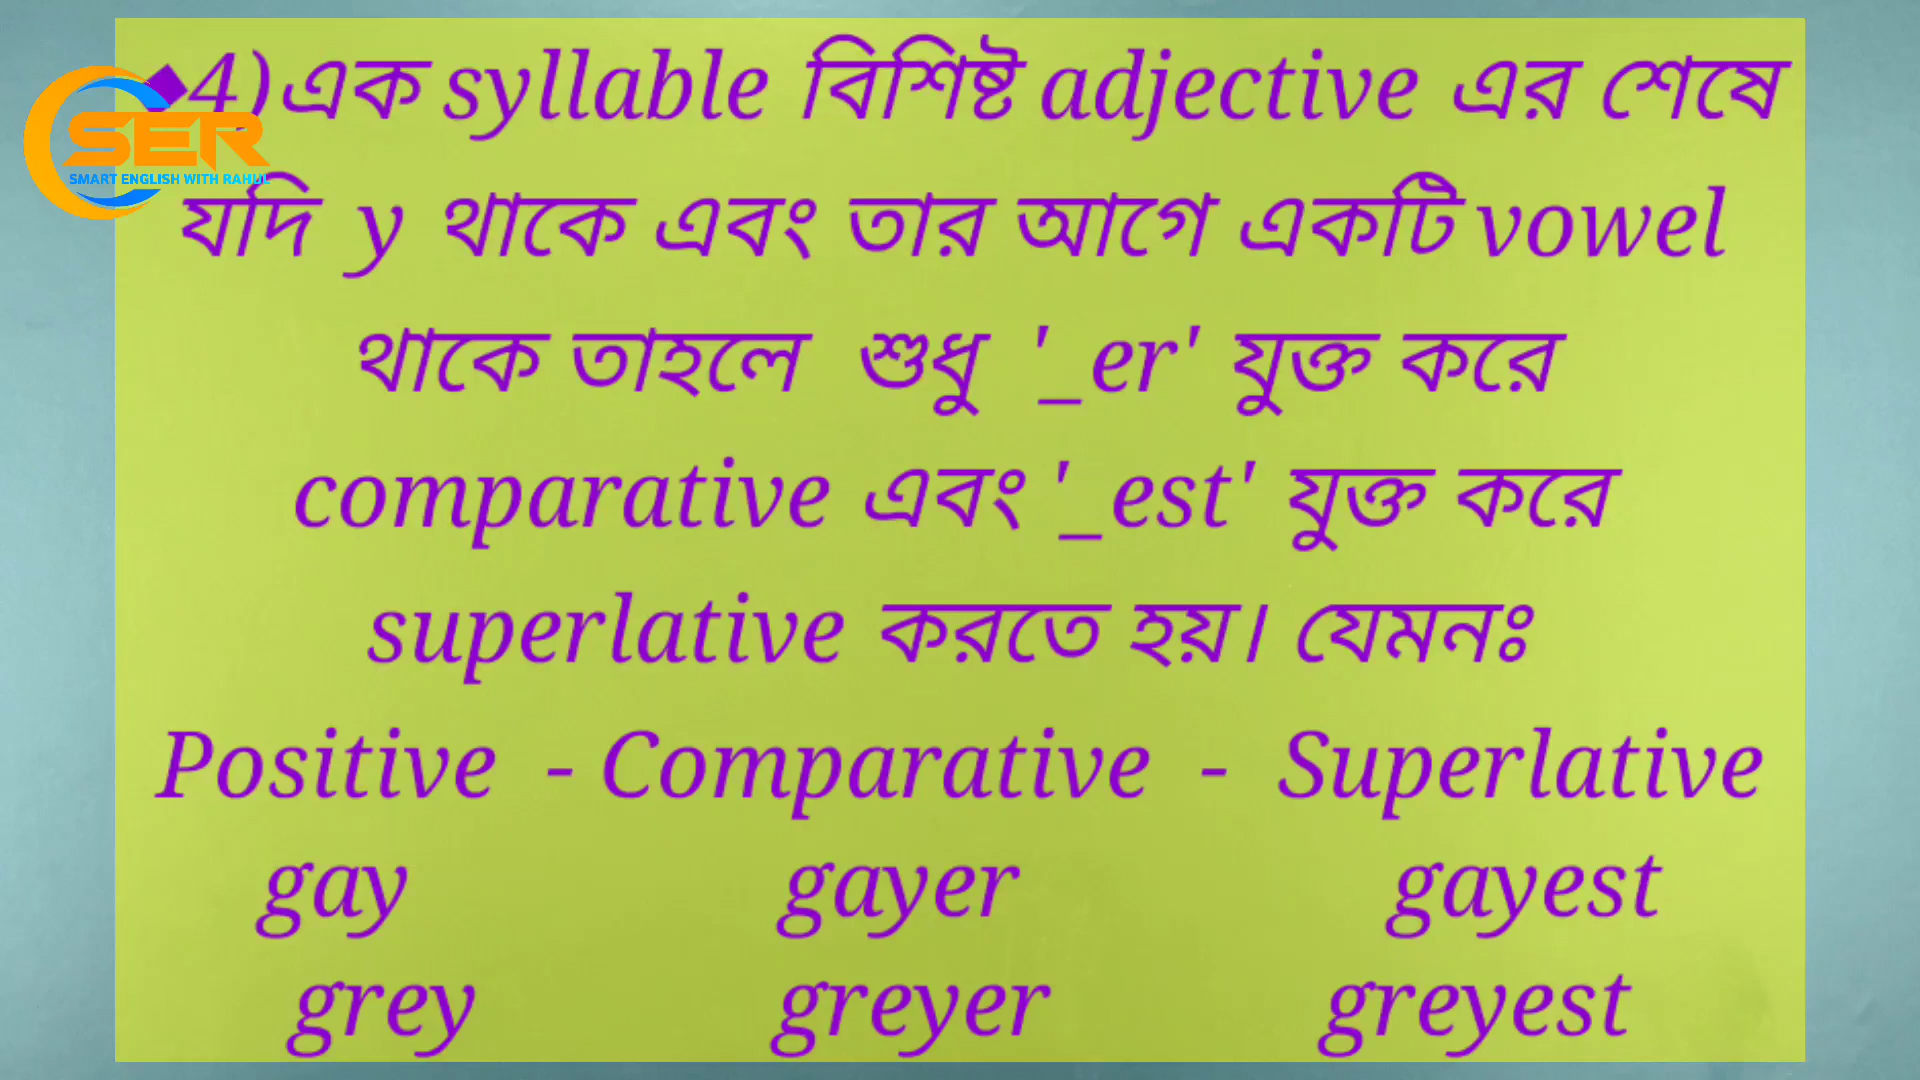 ◆4)এক syllable বিশিষ্ট adjective এর শেষে
SER
SMART ENGLISH WITH RAHUL
যদি y থাকে এবং তার আগে একটি vowel
থাকে তাহলে শুধু '_er' যুক্ত করে
comparative এবং '_est' যুক্ত করে
superlative করতে হয়। যেমনঃ
Positive - Comparative - Superlative
gay gayer gayest
grey greyer greyest